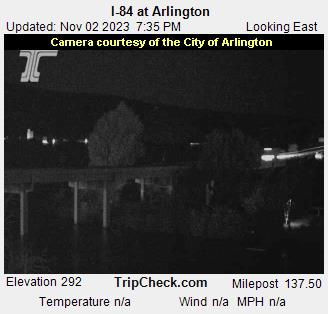 I-84 at Arlington
Updated: Nov 02 2023 7:35 PM Looking East
Camera courtesy of the City of Arlington
Elevation 292 TripCheck.com Milepost 137.50
Temperature n/a Wind n/a MPH n/a